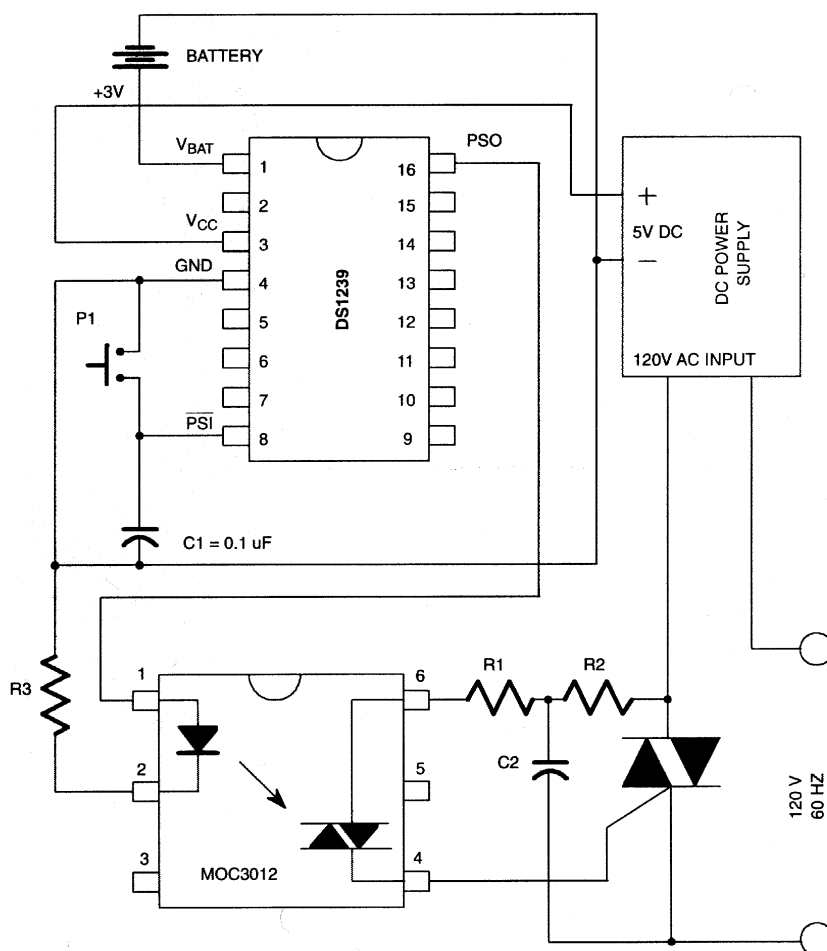 BATTERY
+3V
VBAT
PSO
1
16
2
15
VCC
3
14
GND
4
13
P1
5
12
6
11
7
10
PSI
8
9
DS1239
+
5V DC
−
DC POWER
SUPPLY
120V AC INPUT
C1 = 0.1 uF
R3
1
2
3
6
5
4
MOC3012
R1
R2
C2
120 V
60 HZ